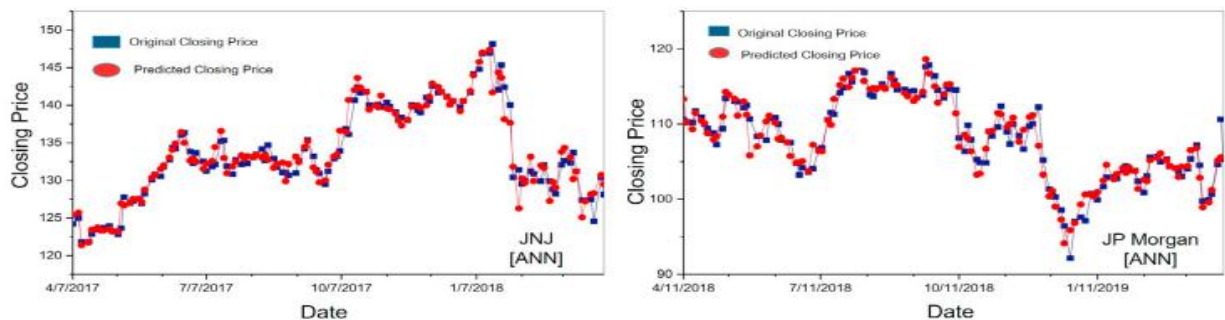 150
145
140
135
130
125
120
Closing Price
Original Closing Price
Predicted Closing Price
JNJ
[ANN]
4/7/2017
7/7/2017
10/7/2017
1/7/2018
Date
120
110
100
90
Closing Price
Original Closing Price
Predicted Closing Price
JP Morgan
[ANN]
4/11/2018
7/11/2018
10/11/2018
1/11/2019
Date